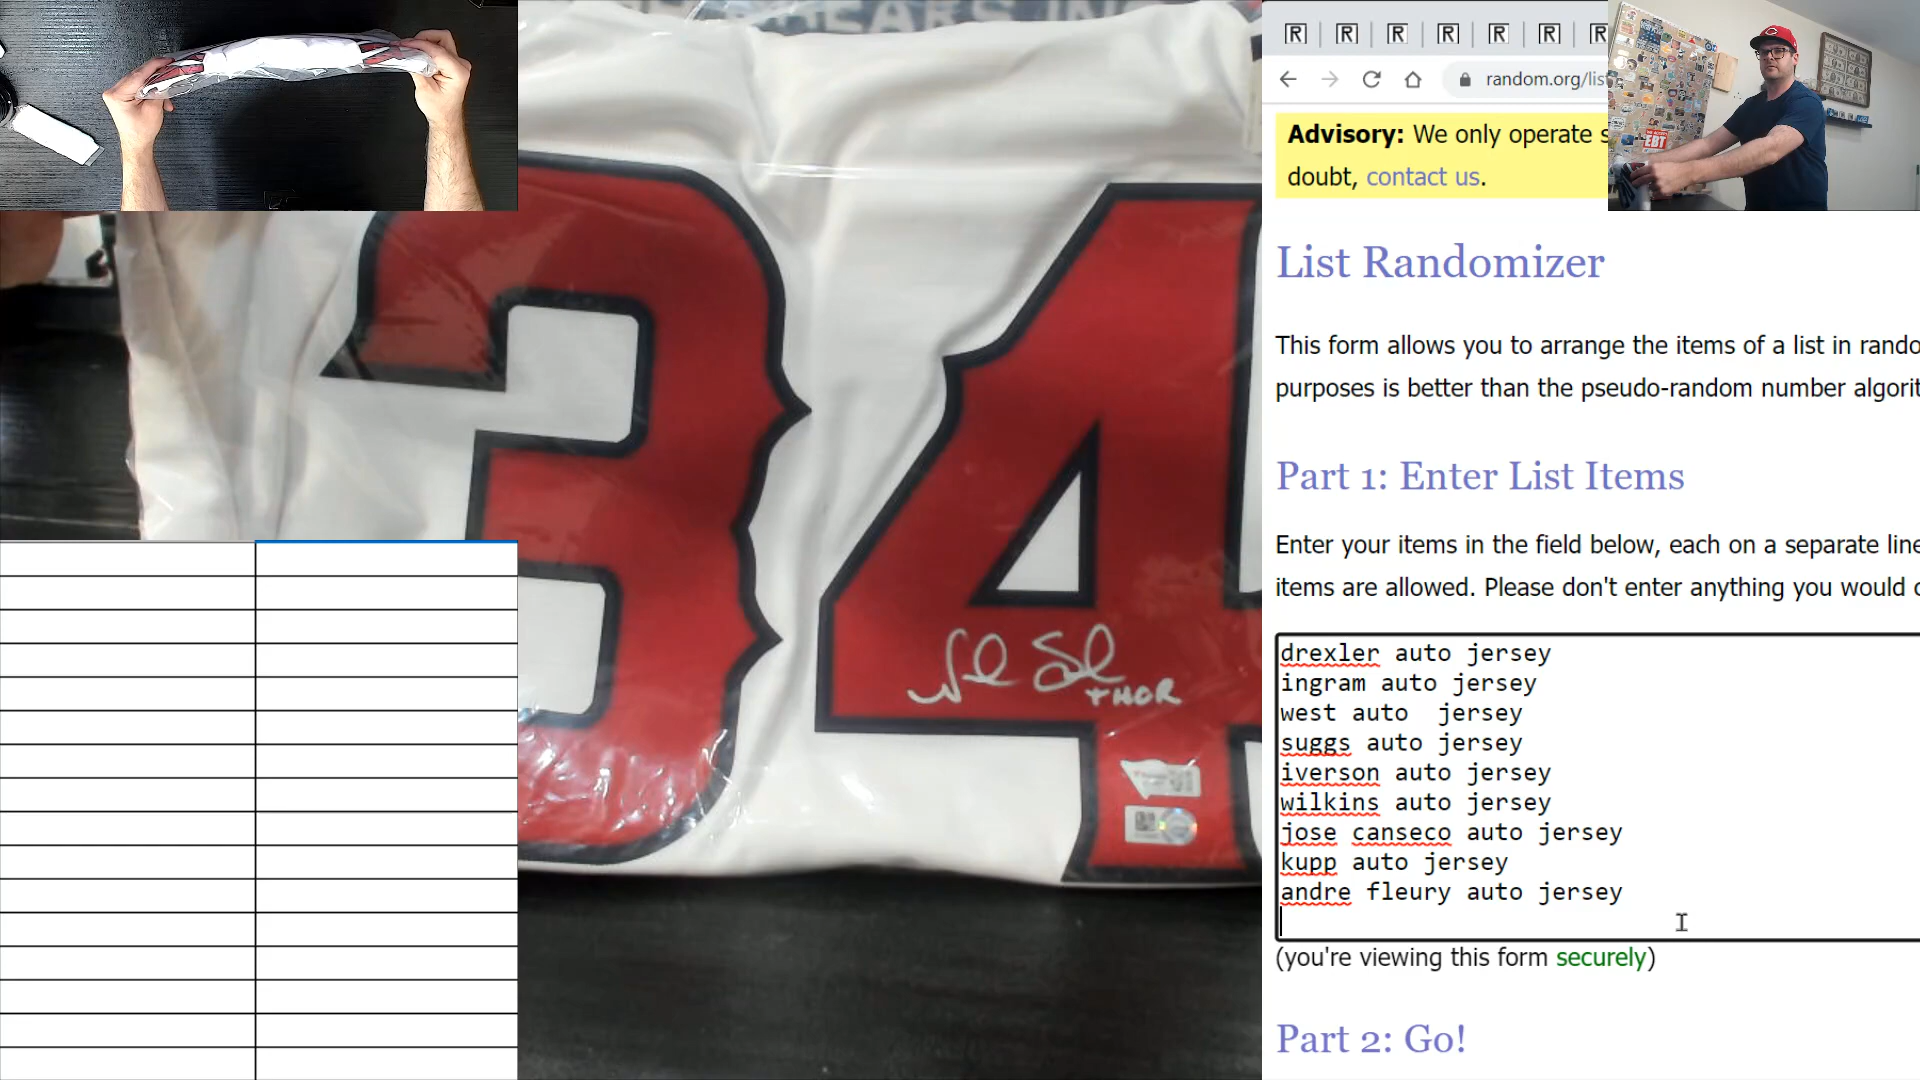 BREAKS INC
34
THOR
EBT
random.org/lis
Advisory: We only operate s
doubt, contact us.
List Randomizer
This form allows you to arrange the items of a list in rando
purposes is better than the pseudo-random number algorit
Part 1: Enter List Items
Enter your items in the field below, each on a separate line
items are allowed. Please don't enter anything you would c
drexler auto jersey
ingram auto jersey
west auto  jersey
suggs auto jersey
iverson auto jersey
wilkins auto jersey
jose canseco auto jersey
kupp auto jersey
andre fleury auto jersey
(you're viewing this form securely)
Part 2: Go!